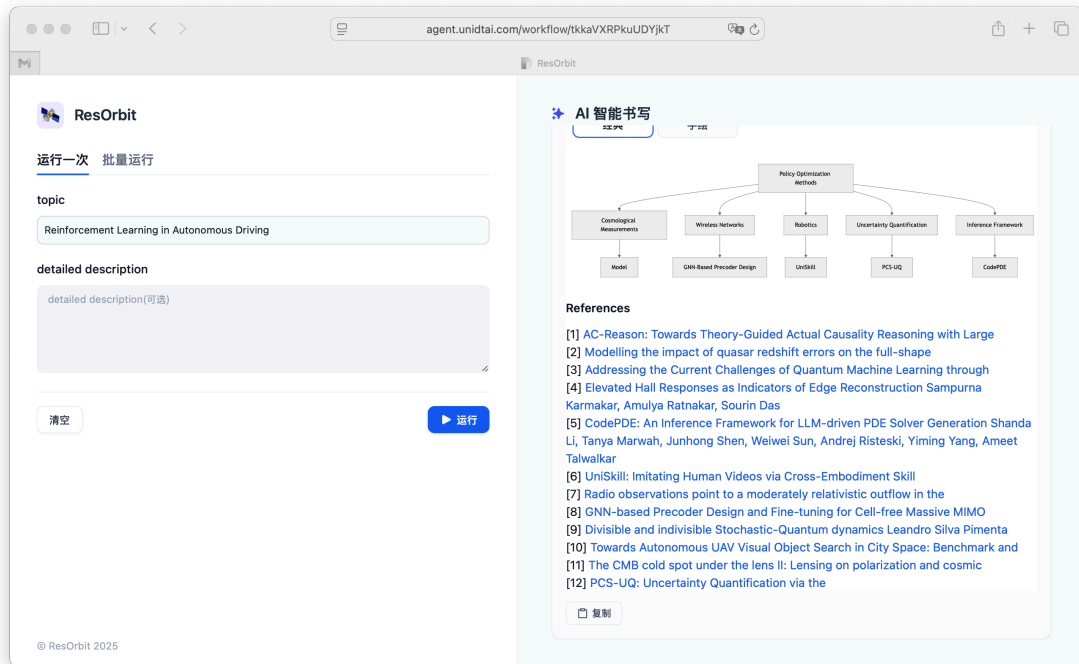 agent.unidtai.com/workflow/tkkaVXRPkuUDYjkT
M
ResOrbit
ResOrbit
运行一次 批量运行
topic
Reinforcement Learning in Autonomous Driving
detailed description
detailed description(可选)
清空
运行
© ResOrbit 2025
AI 智能书写
经典 手绘
Policy Optimization
Methods
Cosmological
Measurements
Wireless Networks
Robotics
Uncertainty Quantification
Inference Framework
Model
GNN-Based Precoder Design
UniSkill
PCS-UQ
CodePDE
References
[1] AC-Reason: Towards Theory-Guided Actual Causality Reasoning with Large
[2] Modelling the impact of quasar redshift errors on the full-shape
[3] Addressing the Current Challenges of Quantum Machine Learning through
[4] Elevated Hall Responses as Indicators of Edge Reconstruction Sampurna
Karmakar, Amulya Ratnakar, Sourin Das
[5] CodePDE: An Inference Framework for LLM-driven PDE Solver Generation Shanda
Li, Tanya Marwah, Junhong Shen, Weiwei Sun, Andrej Risteski, Yiming Yang, Ameet
Talwalkar
[6] UniSkill: Imitating Human Videos via Cross-Embodiment Skill
[7] Radio observations point to a moderately relativistic outflow in the
[8] GNN-based Precoder Design and Fine-tuning for Cell-free Massive MIMO
[9] Divisible and indivisible Stochastic-Quantum dynamics Leandro Silva Pimenta
[10] Towards Autonomous UAV Visual Object Search in City Space: Benchmark and
[11] The CMB cold spot under the lens II: Lensing on polarization and cosmic
[12] PCS-UQ: Uncertainty Quantification via the
复制